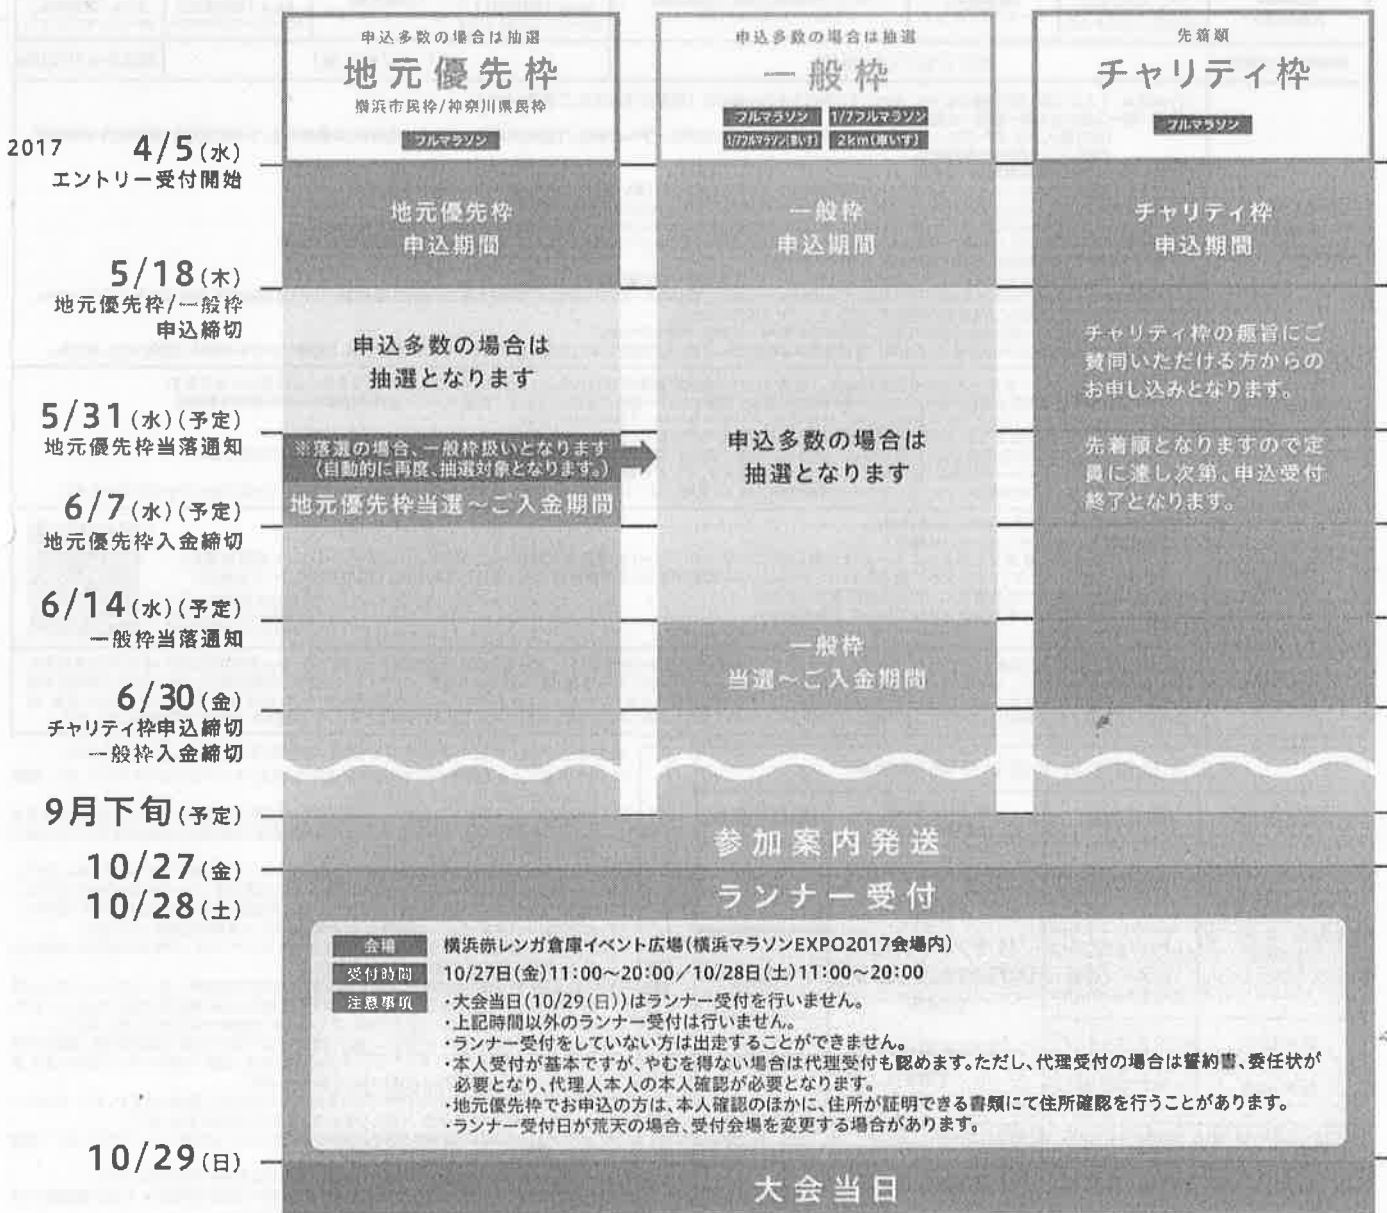 申込多数の場合は抽選
地元優先枠
横浜市民枠/神奈川県民枠
フルマラソン
申込多数の場合は抽選
一般枠
フルマラソン 1/7フルマラソン
1/7フルマラソン(車いす) 2km(車いす)
先着順
チャリティ枠
フルマラソン
2017 4/5(水)
エントリー受付開始
地元優先枠
申込期間
一般枠
申込期間
チャリティ枠
申込期間
5/18(木)
地元優先枠/一般枠
申込締切
申込多数の場合は
抽選となります
チャリティ枠の趣旨にご
賛同いただける方からの
お申し込みとなります。
先着順となりますので定
員に達し次第、申込受付
終了となります。
5/31(水)(予定)
地元優先枠当落通知
※落選の場合、一般枠扱いとなります
(自動的に再度、抽選対象となります。)
地元優先枠当選~ご入金期間
申込多数の場合は
抽選となります
6/7(水)(予定)
地元優先枠入金締切
6/14(水)(予定)
一般枠当落通知
一般枠
当選~ご入金期間
6/30(金)
チャリティ枠申込締切
一般枠入金締切
9月下旬(予定)
参加案内発送
10/27(金)
10/28(土)
ランナー受付
会場 横浜赤レンガ倉庫イベント広場(横浜マラソンEXPO2017会場内)
受付時間 10/27日(金)11:00~20:00/10/28日(土)11:00~20:00
注意事項 ・大会当日(10/29(日))はランナー受付を行いません。
・上記時間以外のランナー受付は行いません。
・ランナー受付をしていない方は出走することができません。
・本人受付が基本ですが、やむを得ない場合は代理受付も認めます。ただし、代理受付の場合は誓約書、委任状が
必要となり、代理人本人の本人確認が必要となります。
・地元優先枠でお申込の方は、本人確認のほかに、住所が証明できる書類にて住所確認を行うことがあります。
・ランナー受付日が荒天の場合、受付会場を変更する場合があります。
10/29(日)
大会当日